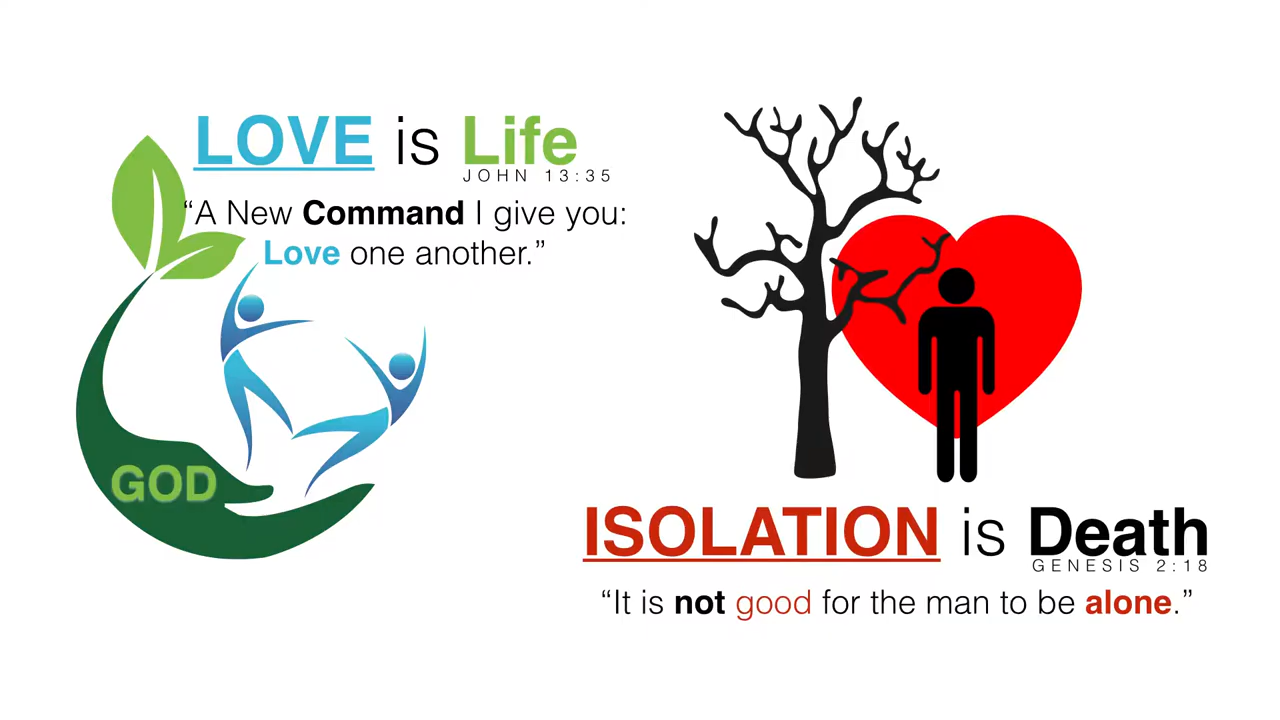 LOVE is Life
JOHN 13:35
“A New Command I give you:
Love one another.”
GOD
ISOLATION is Death
GENESIS 2:18
“It is not good for the man to be alone.”